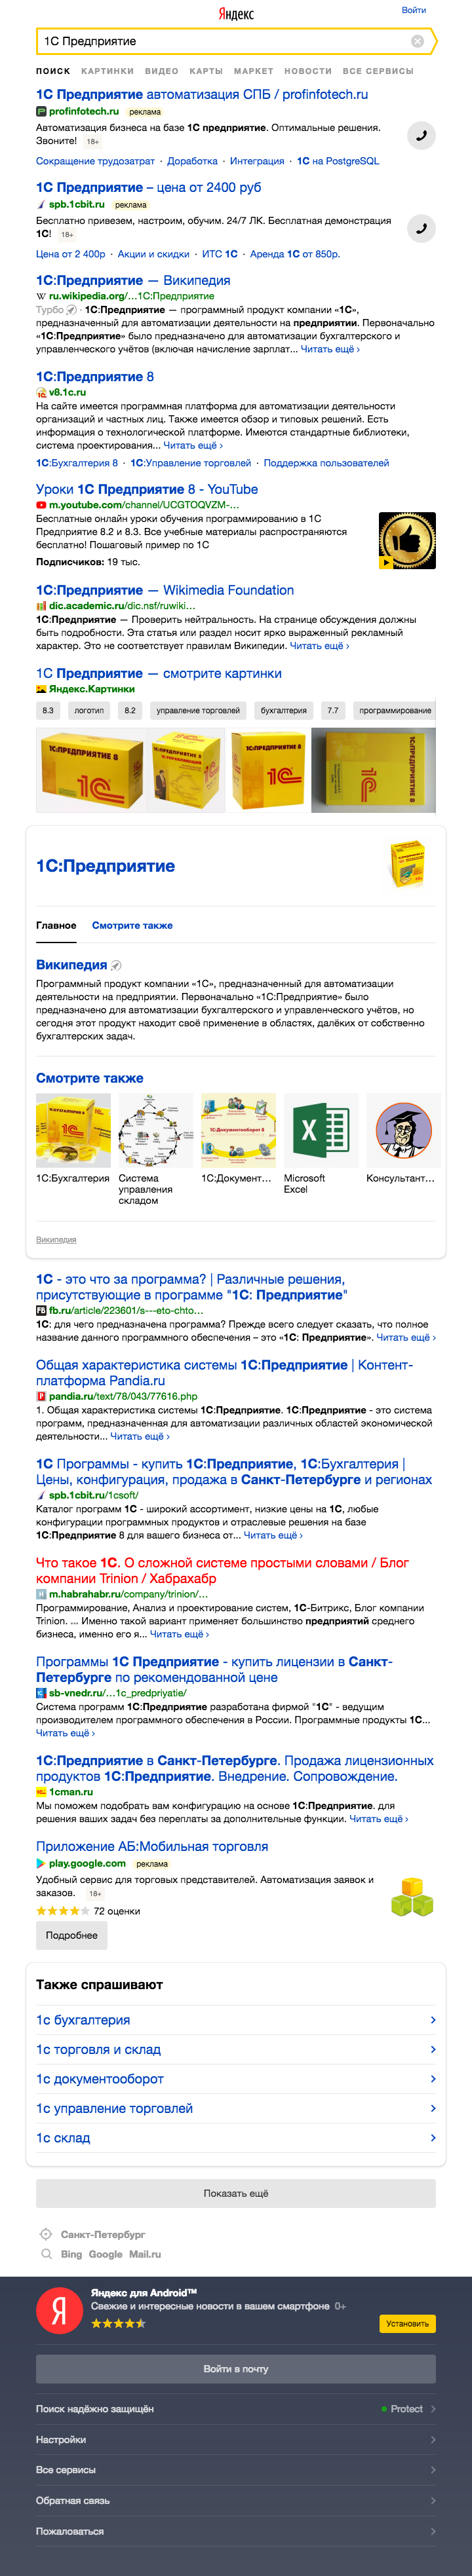 Яндекс
Войти
1С Предприятие
ПОИСК КАРТИНКИ ВИДЕО КАРТЫ МАРКЕТ НОВОСТИ ВСЕ СЕРВИСЫ
1С Предприятие автоматизация СПБ / profinfotech.ru
profinfotech.ru реклама
Автоматизация бизнеса на базе 1С предприятие. Оптимальные решения.
Звоните! 18+
Сокращение трудозатрат · Доработка · Интеграция · 1С на PostgreSQL
1С Предприятие – цена от 2400 руб
spb.1cbit.ru реклама
Бесплатно привезем, настроим, обучим. 24/7 ЛК. Бесплатная демонстрация
1С! 18+
Цена от 2 400р · Акции и скидки · ИТС 1С · Аренда 1С от 850р.
1С:Предприятие — Википедия
W ru.wikipedia.org/…1С:Предприятие
Турбо · 1С:Предприятие — программный продукт компании «1С»,
предназначенный для автоматизации деятельности на предприятии. Первоначально
«1С:Предприятие» было предназначено для автоматизации бухгалтерского и
управленческого учётов (включая начисление зарплат... Читать ещё ›
1С:Предприятие 8
v8.1c.ru
На сайте имеется программная платформа для автоматизации деятельности
организаций и частных лиц. Также имеется обзор и типовых решений. Есть
информация о технологической платформе. Имеются стандартные библиотеки,
система проектирования... Читать ещё ›
1С:Бухгалтерия 8 · 1С:Управление торговлей · Поддержка пользователей
Уроки 1С Предприятие 8 - YouTube
m.youtube.com/channel/UCGTOQVZM-…
Бесплатные онлайн уроки обучения программированию в 1С
Предприятие 8.2 и 8.3. Все учебные материалы распространяются
бесплатно! Пошаговый пример по 1С
Подписчиков: 19 тыс.
1С:Предприятие — Wikimedia Foundation
dic.academic.ru/dic.nsf/ruwiki…
1С:Предприятие — Проверить нейтральность. На странице обсуждения должны
быть подробности. Эта статья или раздел носит ярко выраженный рекламный
характер. Это не соответствует правилам Википедии. Читать ещё ›
1С Предприятие — смотрите картинки
Яндекс.Картинки
8.3 логотип 8.2 управление торговлей бухгалтерия 7.7 программирование
1С:ПРЕДПРИЯТИЕ 8 1С:ПРЕДПРИЯТИЕ 8 1С:ПРЕДПРИЯТИЕ 8 1С:ПРЕДПРИЯТИЕ 8
1С:Предприятие
Главное Смотрите также
Википедия
Программный продукт компании «1С», предназначенный для автоматизации
деятельности на предприятии. Первоначально «1С:Предприятие» было
предназначено для автоматизации бухгалтерского и управленческого учётов, но
сегодня этот продукт находит своё применение в областях, далёких от собственно
бухгалтерских задач.
Смотрите также
1С:Бухгалтерия Система 1С:Документ… Microsoft Консультант…
управления Excel
складом
Википедия
1С - это что за программа? | Различные решения,
присутствующие в программе "1С: Предприятие"
fb.ru/article/223601/s---eto-chto…
1С: для чего предназначена программа? Прежде всего следует сказать, что полное
название данного программного обеспечения – это «1С: Предприятие». Читать ещё ›
Общая характеристика системы 1С:Предприятие | Контент-
платформа Pandia.ru
pandia.ru/text/78/043/77616.php
1. Общая характеристика системы 1С:Предприятие. 1С:Предприятие - это система
программ, предназначенная для автоматизации различных областей экономической
деятельности... Читать ещё ›
1С Программы - купить 1С:Предприятие, 1С:Бухгалтерия |
Цены, конфигурация, продажа в Санкт-Петербурге и регионах
spb.1cbit.ru/1csoft/
Каталог программ 1С - широкий ассортимент, низкие цены на 1С, любые
конфигурации программных продуктов и отраслевые решения на базе
1С:Предприятие 8 для вашего бизнеса от... Читать ещё ›
Что такое 1С. О сложной системе простыми словами / Блог
компании Trinion / Хабрахабр
m.habrahabr.ru/company/trinion/…
Программирование, Анализ и проектирование систем, 1С-Битрикс, Блог компании
Trinion. ... Именно такой вариант применяет большинство предприятий среднего
бизнеса, именно его я... Читать ещё ›
Программы 1С Предприятие - купить лицензии в Санкт-
Петербурге по рекомендованной цене
sb-vnedr.ru/…1c_predpriyatie/
Система программ 1С:Предприятие разработана фирмой "1С" - ведущим
производителем программного обеспечения в России. Программные продукты 1С...
Читать ещё ›
1С:Предприятие в Санкт-Петербурге. Продажа лицензионных
продуктов 1С:Предприятие. Внедрение. Сопровождение.
1cman.ru
Мы поможем подобрать вам конфигурацию на основе 1С:Предприятие. для
решения ваших задач без переплаты за дополнительные функции. Читать ещё ›
Приложение АБ:Мобильная торговля
play.google.com реклама
Удобный сервис для торговых представителей. Автоматизация заявок и
заказов. 18+
72 оценки
Подробнее
Также спрашивают
1с бухгалтерия
1с торговля и склад
1с документооборот
1с управление торговлей
1с склад
Показать ещё
Санкт-Петербург
Bing Google Mail.ru
Яндекс для Android™
Свежие и интересные новости в вашем смартфоне 0+
Установить
Войти в почту
Поиск надёжно защищён Protect
Настройки
Все сервисы
Обратная связь
Пожаловаться